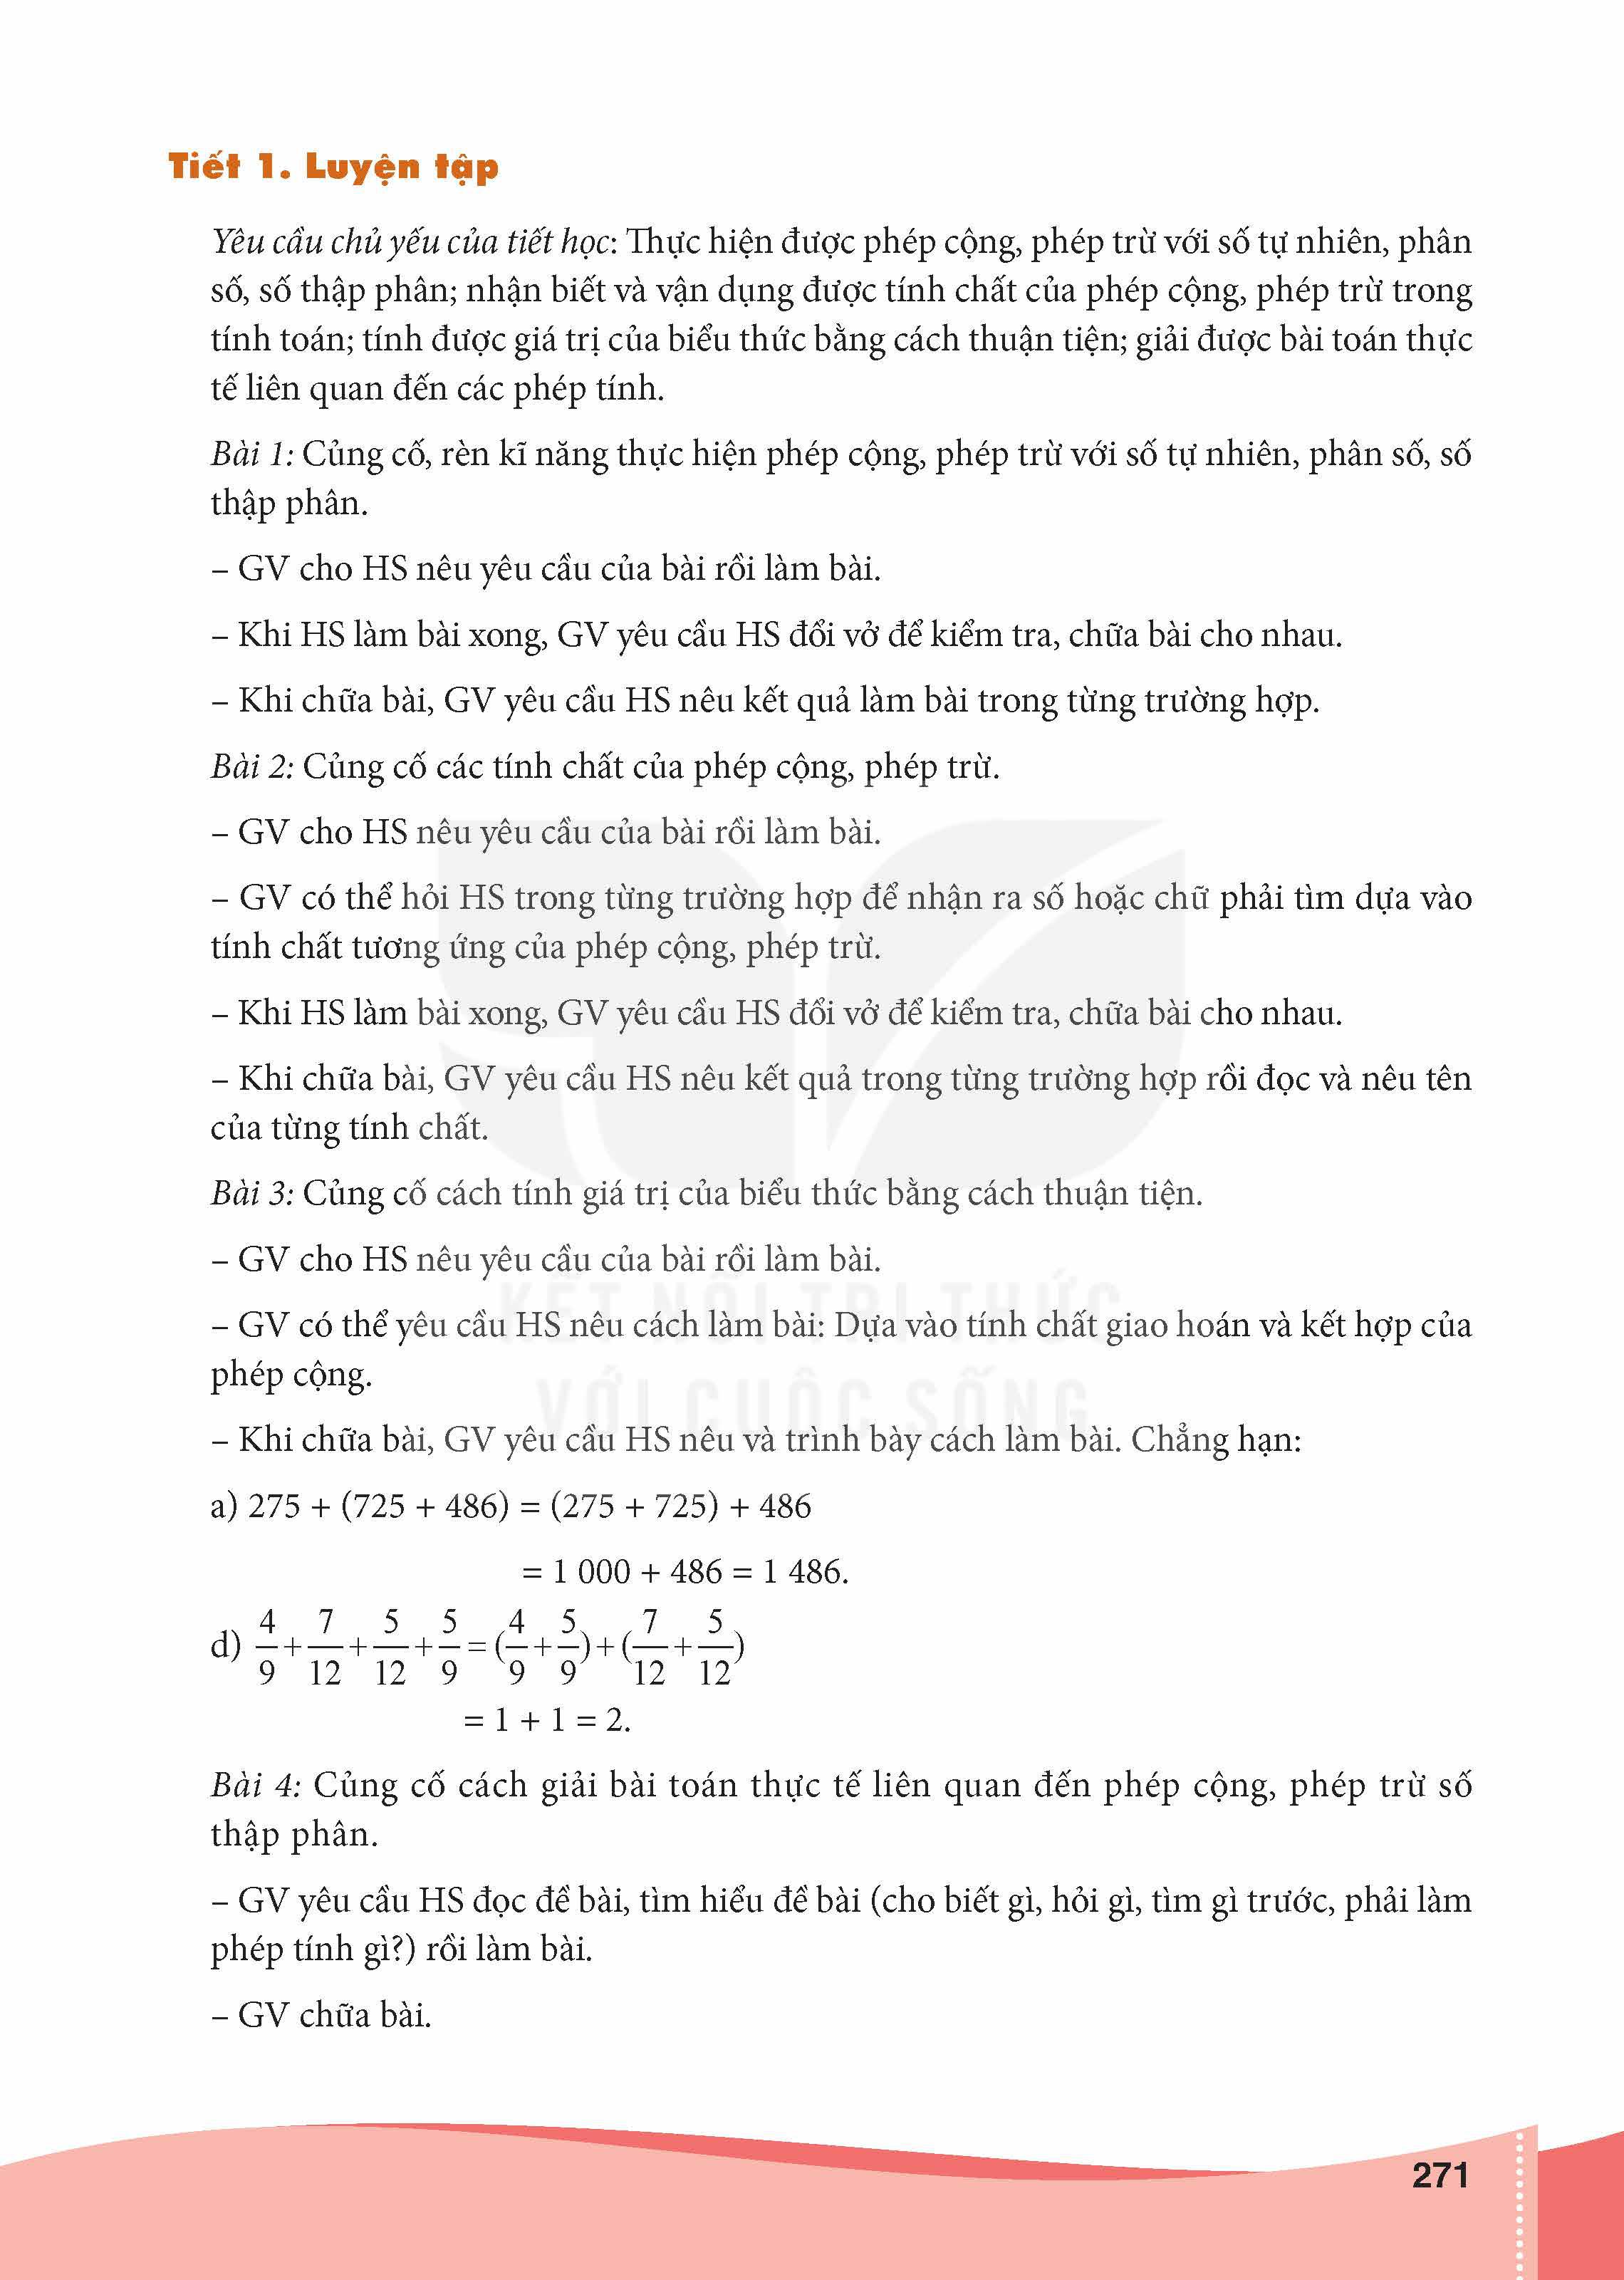 Tiết 1. Luyện tập
Yêu cầu chủ yếu của tiết học: Thực hiện được phép cộng, phép trừ với số tự nhiên, phân
số, số thập phân; nhận biết và vận dụng được tính chất của phép cộng, phép trừ trong
tính toán; tính được giá trị của biểu thức bằng cách thuận tiện; giải được bài toán thực
tế liên quan đến các phép tính.
Bài 1: Củng cố, rèn kĩ năng thực hiện phép cộng, phép trừ với số tự nhiên, phân số, số
thập phân.
– GV cho HS nêu yêu cầu của bài rồi làm bài.
– Khi HS làm bài xong, GV yêu cầu HS đổi vở để kiểm tra, chữa bài cho nhau.
– Khi chữa bài, GV yêu cầu HS nêu kết quả làm bài trong từng trường hợp.
Bài 2: Củng cố các tính chất của phép cộng, phép trừ.
– GV cho HS nêu yêu cầu của bài rồi làm bài.
– GV có thể hỏi HS trong từng trường hợp để nhận ra số hoặc chữ phải tìm dựa vào
tính chất tương ứng của phép cộng, phép trừ.
– Khi HS làm bài xong, GV yêu cầu HS đổi vở để kiểm tra, chữa bài cho nhau.
– Khi chữa bài, GV yêu cầu HS nêu kết quả trong từng trường hợp rồi đọc và nêu tên
của từng tính chất.
Bài 3: Củng cố cách tính giá trị của biểu thức bằng cách thuận tiện.
– GV cho HS nêu yêu cầu của bài rồi làm bài.
KẾT NỐI TRI THỨC
– GV có thể yêu cầu HS nêu cách làm bài: Dựa vào tính chất giao hoán và kết hợp của
phép cộng.
VỚI CUỘC SỐNG
– Khi chữa bài, GV yêu cầu HS nêu và trình bày cách làm bài. Chẳng hạn:
a) 275 + (725 + 486) = (275 + 725) + 486
= 1 000 + 486 = 1 486.
d) 4/9 + 7/12 + 5/12 + 5/9 = (4/9 + 5/9) + (7/12 + 5/12)
= 1 + 1 = 2.
Bài 4: Củng cố cách giải bài toán thực tế liên quan đến phép cộng, phép trừ số
thập phân.
– GV yêu cầu HS đọc đề bài, tìm hiểu đề bài (cho biết gì, hỏi gì, tìm gì trước, phải làm
phép tính gì?) rồi làm bài.
– GV chữa bài.
271